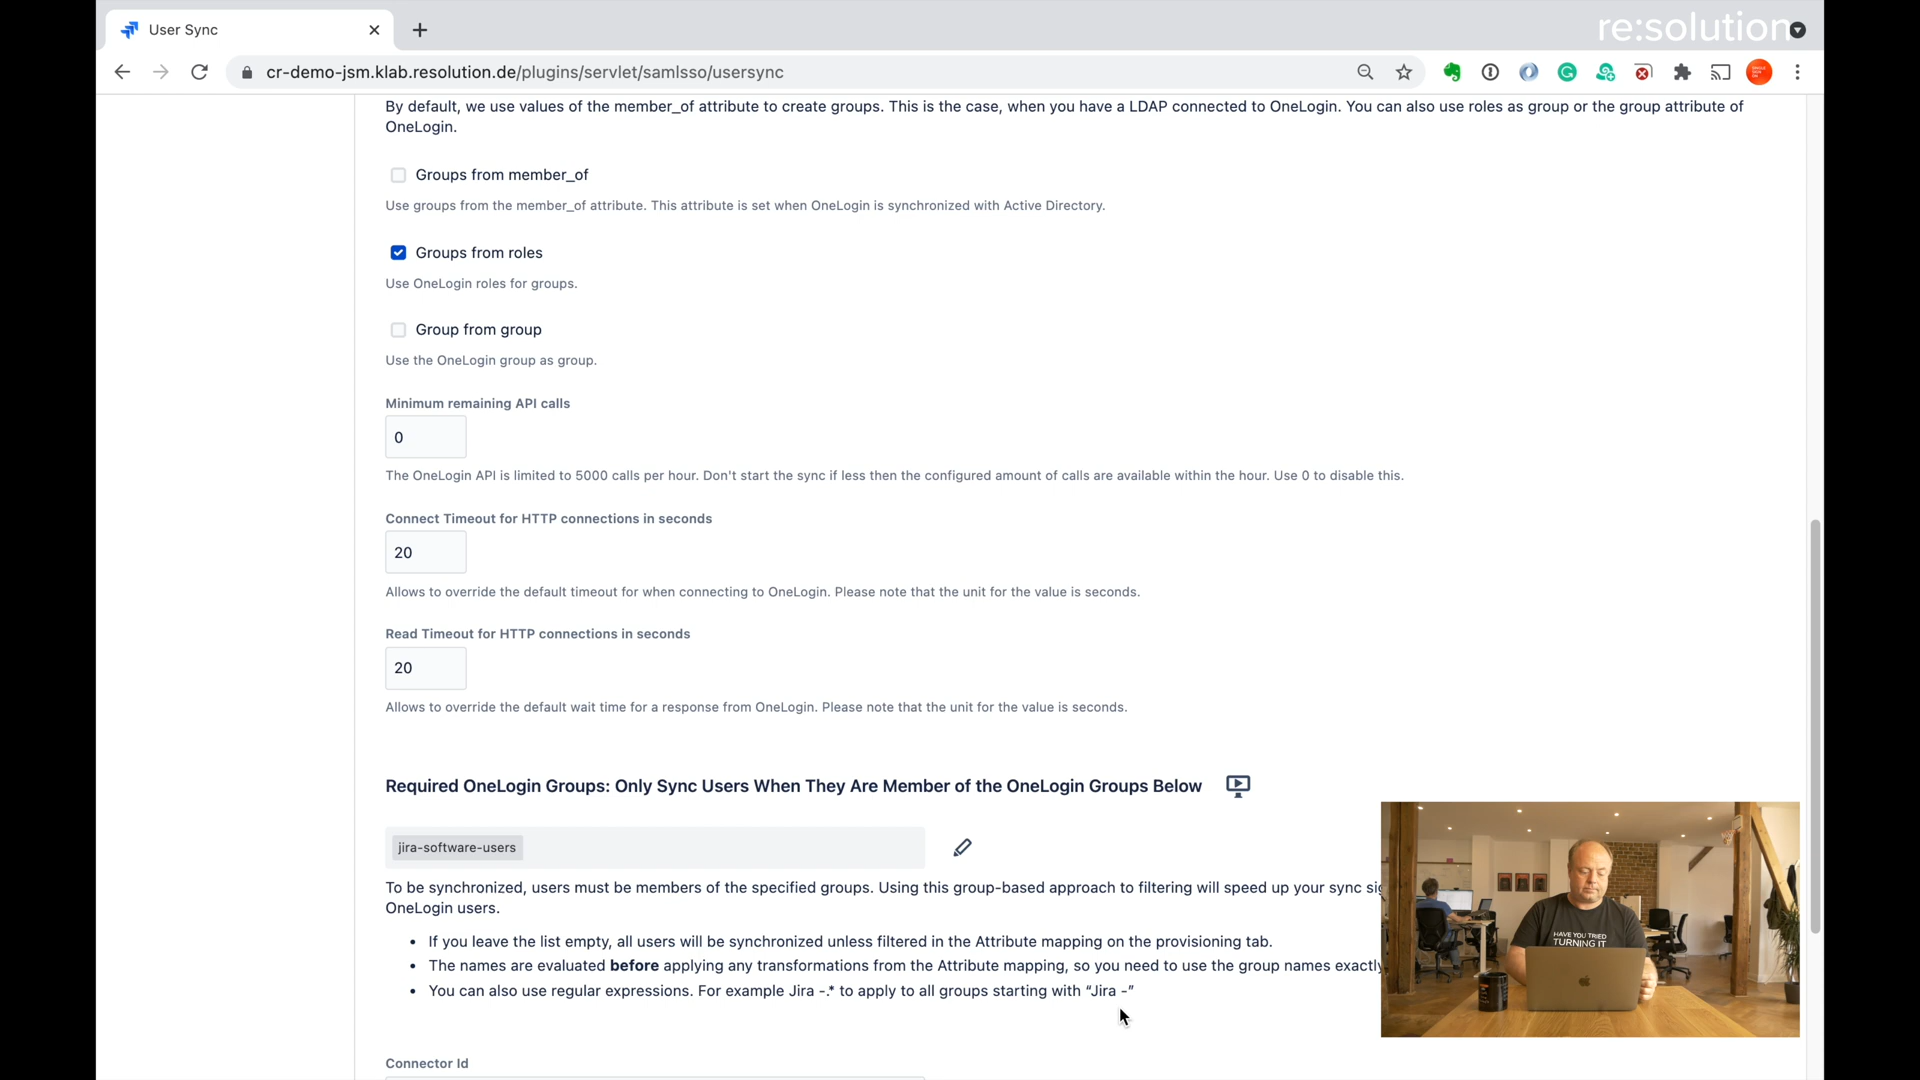 User Sync
re:solution
cr-demo-jsm.klab.resolution.de/plugins/servlet/samlsso/usersync
By default, we use values of the member_of attribute to create groups. This is the case, when you have a LDAP connected to OneLogin. You can also use roles as group or the group attribute of
OneLogin.
Groups from member_of
Use groups from the member_of attribute. This attribute is set when OneLogin is synchronized with Active Directory.
Groups from roles
Use OneLogin roles for groups.
Group from group
Use the OneLogin group as group.
Minimum remaining API calls
0
The OneLogin API is limited to 5000 calls per hour. Don't start the sync if less then the configured amount of calls are available within the hour. Use 0 to disable this.
Connect Timeout for HTTP connections in seconds
20
Allows to override the default timeout for when connecting to OneLogin. Please note that the unit for the value is seconds.
Read Timeout for HTTP connections in seconds
20
Allows to override the default wait time for a response from OneLogin. Please note that the unit for the value is seconds.
Required OneLogin Groups: Only Sync Users When They Are Member of the OneLogin Groups Below
jira-software-users
To be synchronized, users must be members of the specified groups. Using this group-based approach to filtering will speed up your sync
OneLogin users.
• If you leave the list empty, all users will be synchronized unless filtered in the Attribute mapping on the provisioning tab.
• The names are evaluated before applying any transformations from the Attribute mapping, so you need to use the group names exactly
• You can also use regular expressions. For example Jira -.* to apply to all groups starting with “Jira -”
HAVE YOU TRIED
TURNING IT
Connector Id